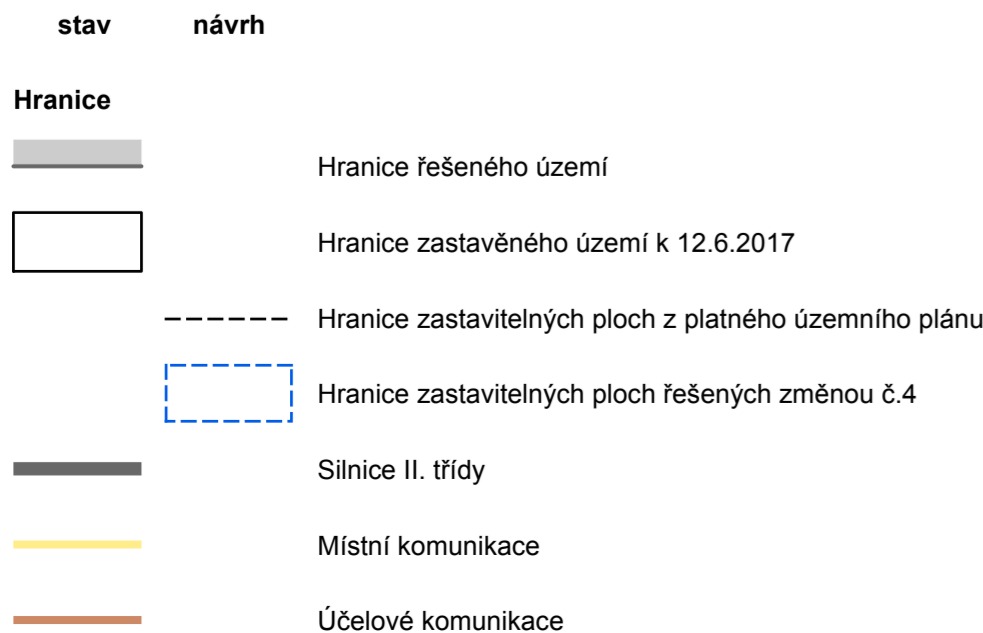 stav návrh
Hranice
Hranice řešeného území
Hranice zastavěného území k 12.6.2017
Hranice zastavitelných ploch z platného územního plánu
Hranice zastavitelných ploch řešených změnou č.4
Silnice II. třídy
Místní komunikace
Účelové komunikace